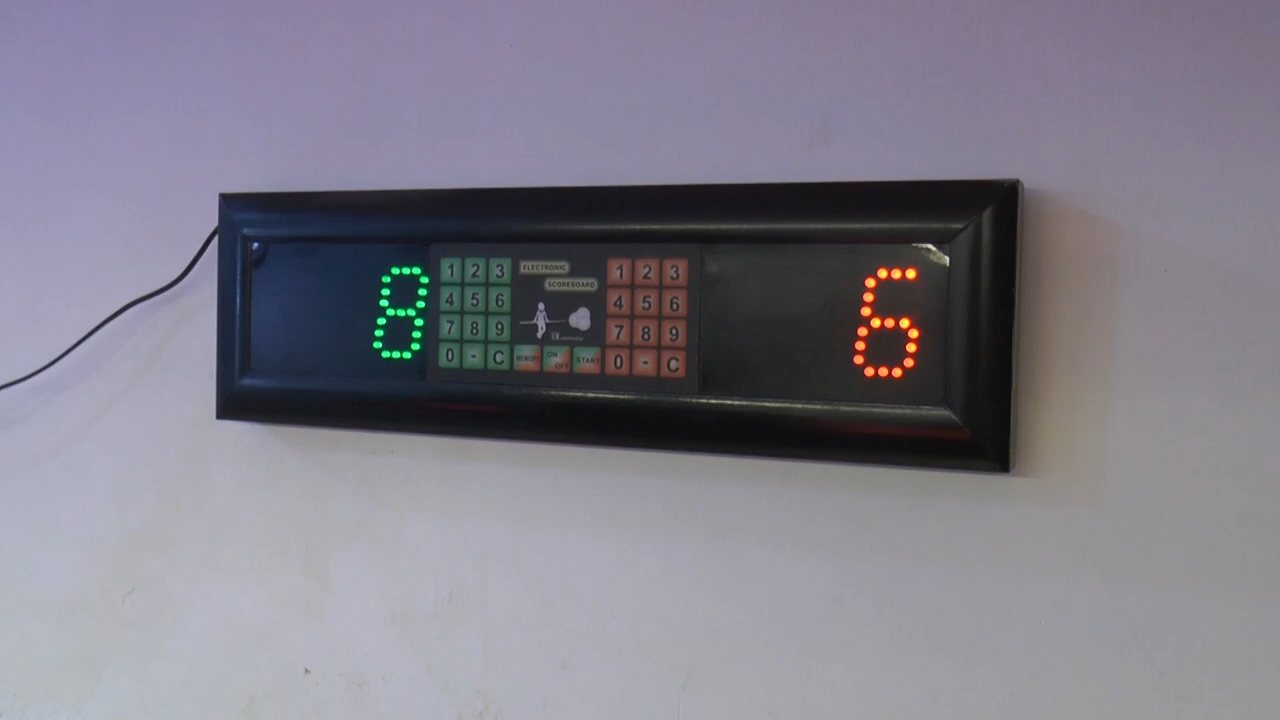 8
1 2 3
4 5 6
7 8 9
0 - C
ELECTRONIC
SCOREBOARD
MEMORY
ON
OFF
START
1 2 3
4 5 6
7 8 9
0 - C
6